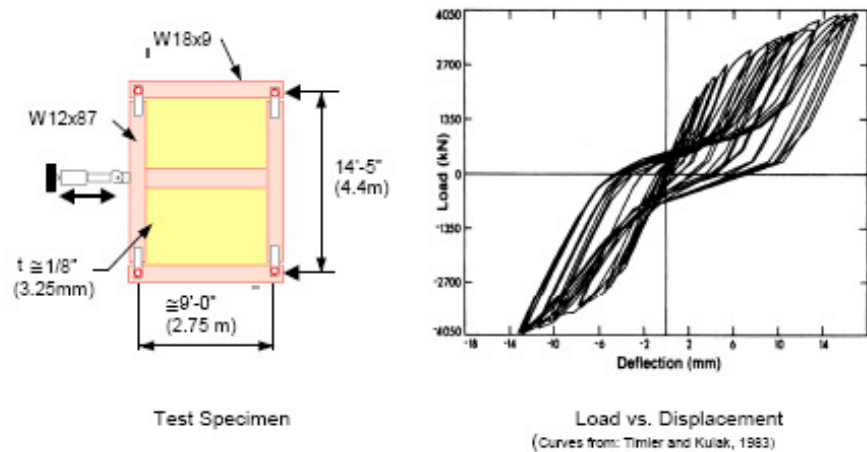 W18x9
W12x87
14'-5"
(4.4m)
t ≅1/8"
(3.25mm)
≅9'-0"
(2.75 m)
Test Specimen
4050
2700
1350
0
-1350
-2700
-4050
Load (kN)
-18 -14 -10 -6 -2 2 6 10 14
Deflection (mm)
Load vs. Displacement
(Curves from: Timler and Kulak, 1983)